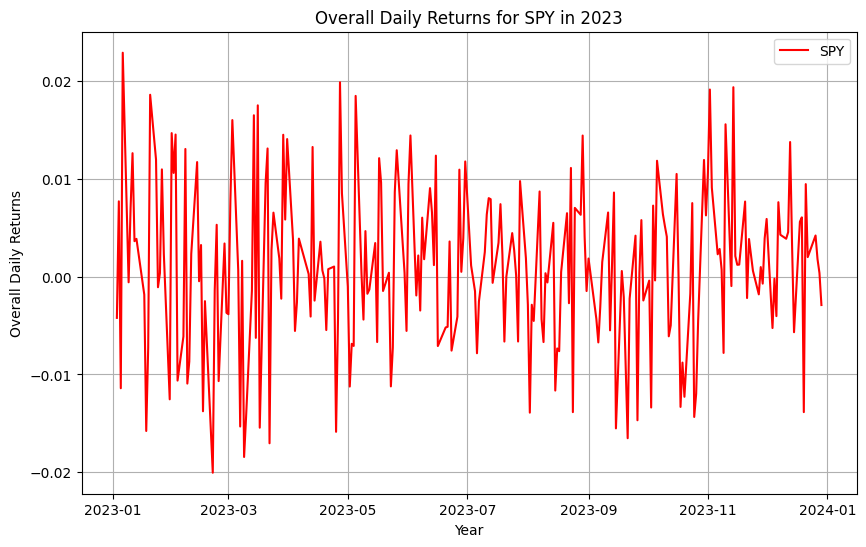 Overall Daily Returns for SPY in 2023
SPY
Overall Daily Returns
0.02
0.01
0.00
−0.01
−0.02
2023-01 2023-03 2023-05 2023-07 2023-09 2023-11 2024-01
Year